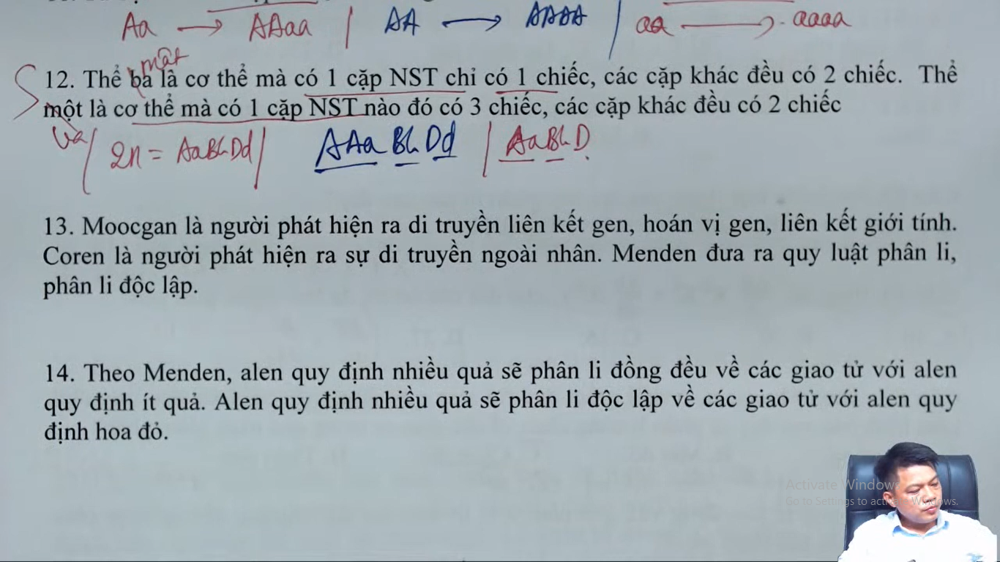 Aa → AAaa | AA → AAAA | aa → aaaa
một
12. Thể ba là cơ thể mà có 1 cặp NST chỉ có 1 chiếc, các cặp khác đều có 2 chiếc. Thể
một là cơ thể mà có 1 cặp NST nào đó có 3 chiếc, các cặp khác đều có 2 chiếc
ba | 2n = AaBbDd | AAa Bb Dd | AaBbD
13. Moocgan là người phát hiện ra di truyền liên kết gen, hoán vị gen, liên kết giới tính.
Coren là người phát hiện ra sự di truyền ngoài nhân. Menden đưa ra quy luật phân li,
phân li độc lập.
14. Theo Menden, alen quy định nhiều quả sẽ phân li đồng đều về các giao tử với alen
quy định ít quả. Alen quy định nhiều quả sẽ phân li độc lập về các giao tử với alen quy
định hoa đỏ.
Activate Windows
Go to Settings to activate Windows.